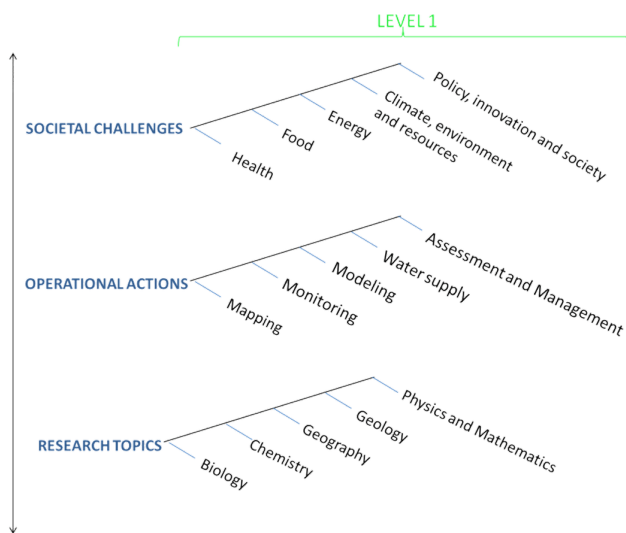 LEVEL 1
SOCIETAL CHALLENGES
Health
Food
Energy
Climate, environment
and resources
Policy, innovation and society
OPERATIONAL ACTIONS
Mapping
Monitoring
Modeling
Water supply
Assessment and Management
RESEARCH TOPICS
Biology
Chemistry
Geography
Geology
Physics and Mathematics